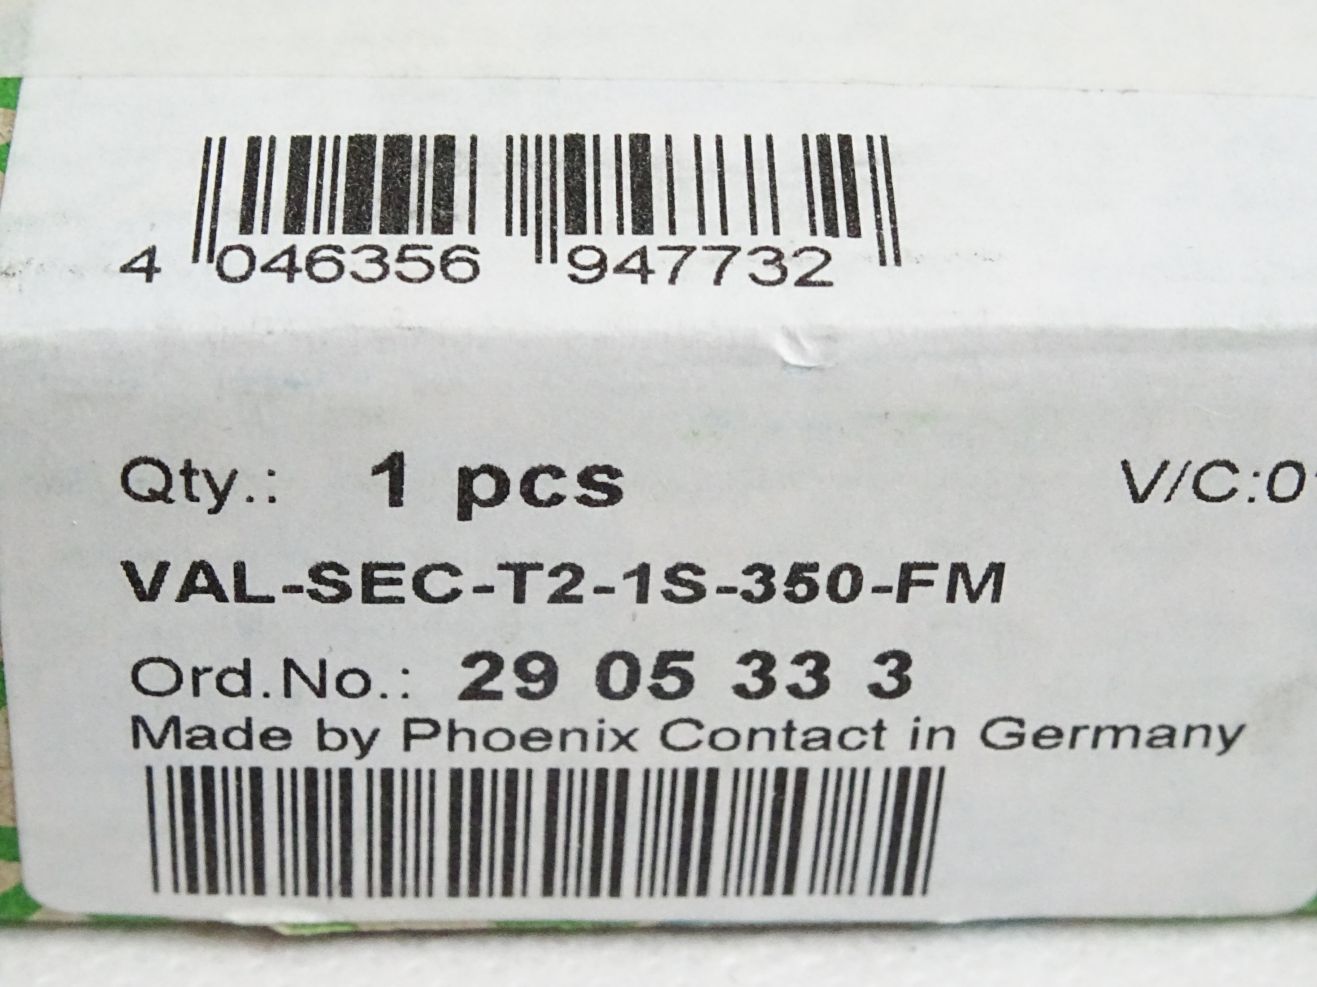 4 046356 947732
Qty.: 1 pcs V/C:0
VAL-SEC-T2-1S-350-FM
Ord.No.: 29 05 33 3
Made by Phoenix Contact in Germany